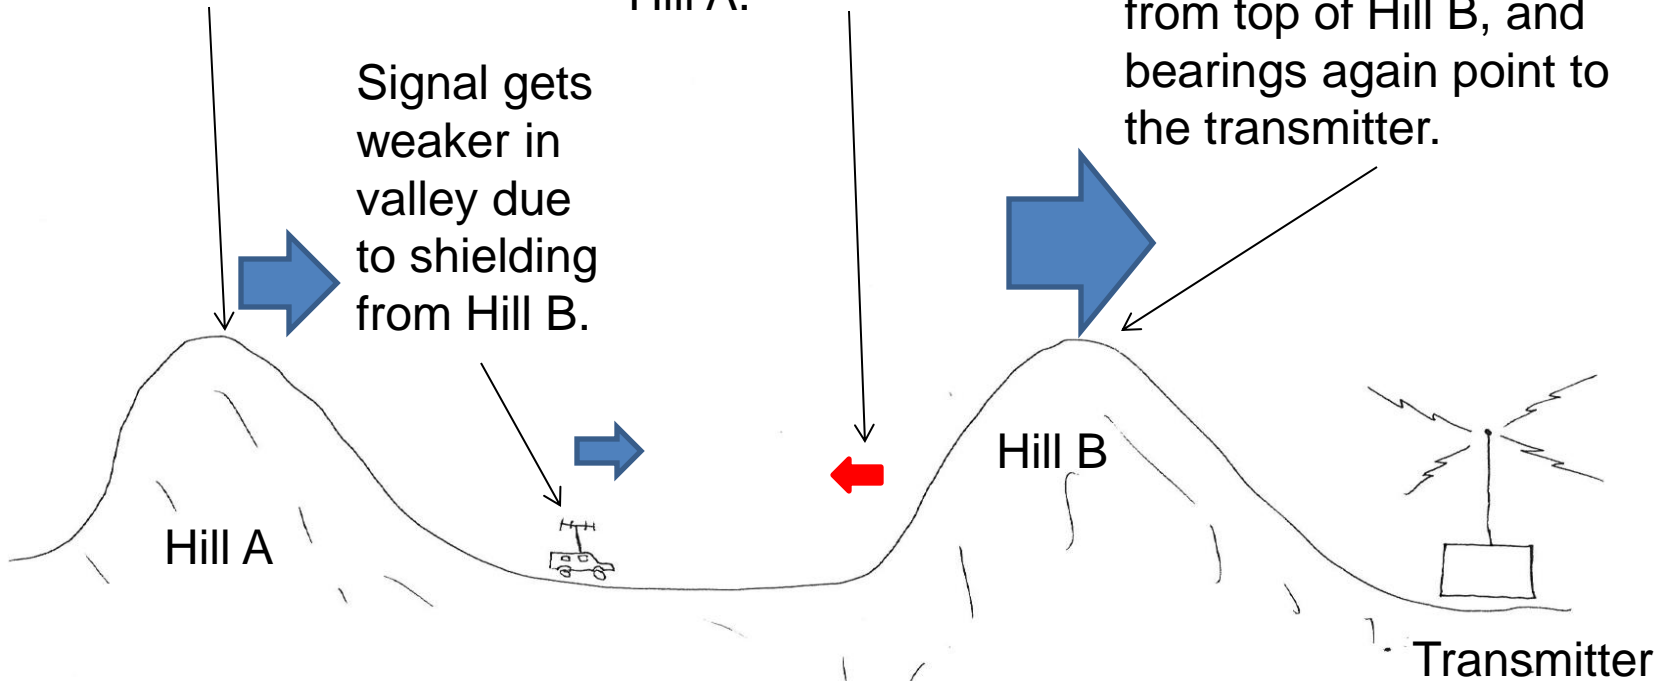 Hill A.
from top of Hill B, and
bearings again point to
the transmitter.
Signal gets
weaker in
valley due
to shielding
from Hill B.
Hill B
Hill A
Transmitter